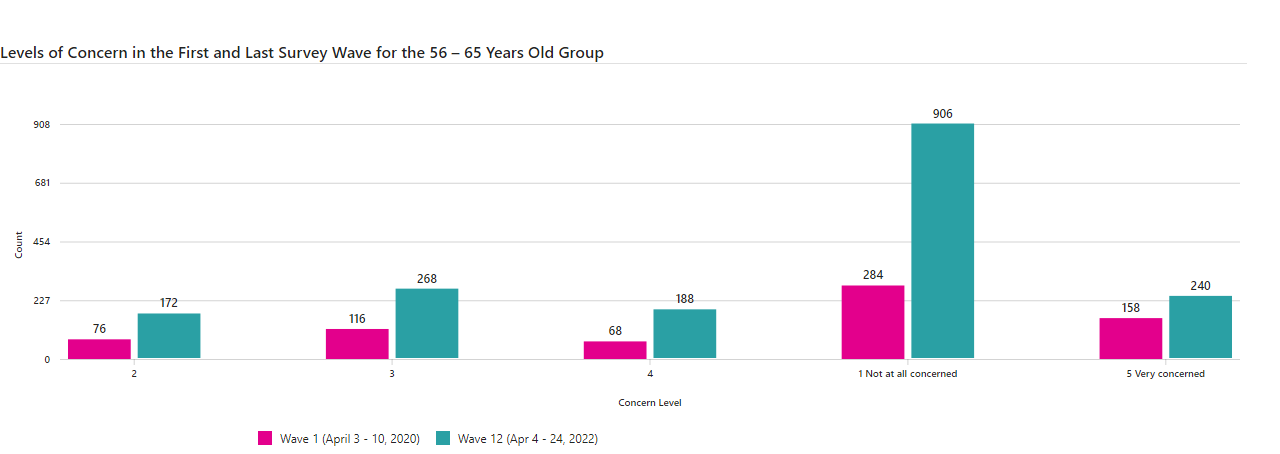 Levels of Concern in the First and Last Survey Wave for the 56 – 65 Years Old Group
908
681
454
227
0
Count
76
172
116
268
68
188
284
906
158
240
2
3
4
1 Not at all concerned
5 Very concerned
Concern Level
Wave 1 (April 3 - 10, 2020)
Wave 12 (Apr 4 - 24, 2022)